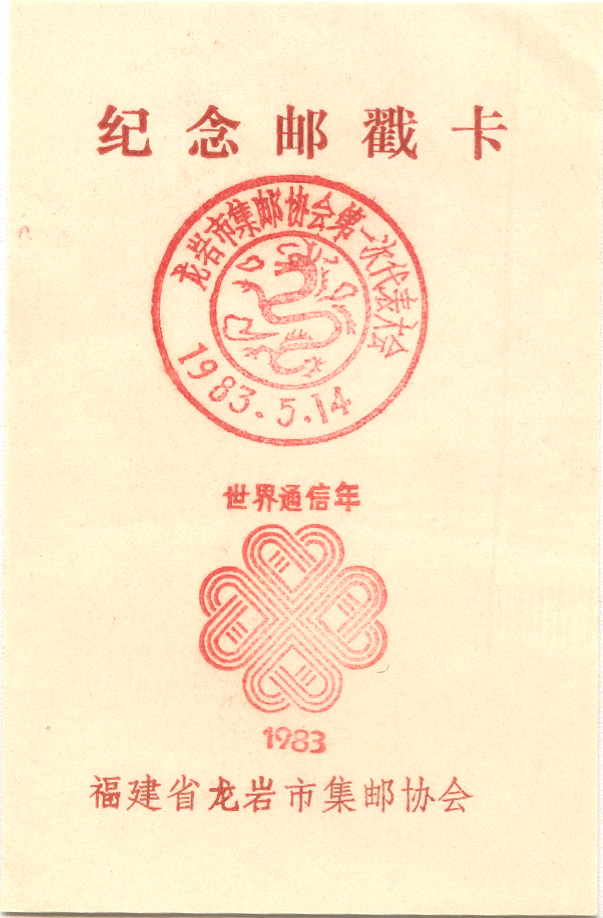 纪念邮戳卡
龙岩市集邮协会第一次代表大会
1983.5.14
世界通信年
1983
福建省龙岩市集邮协会